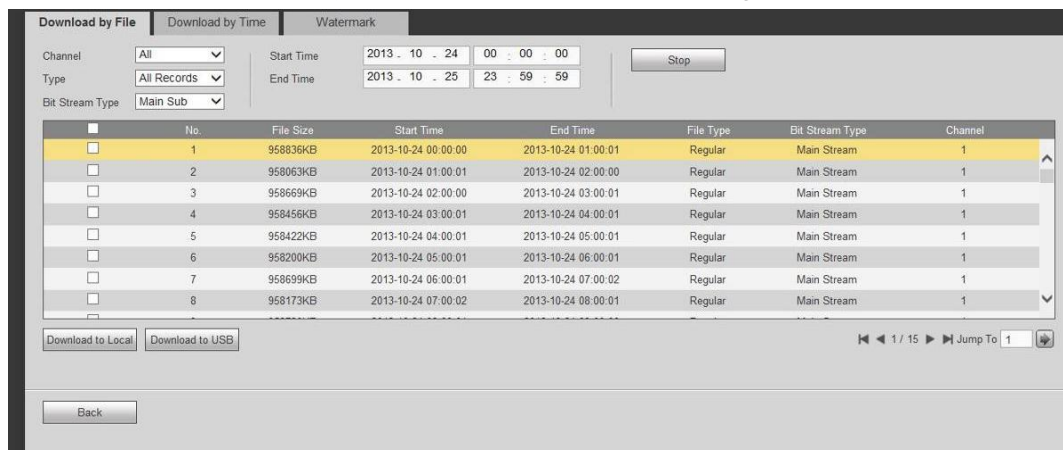 Download by File Download by Time Watermark
Channel All Start Time 2013 - 10 - 24 00 : 00 : 00 Stop
Type All Records End Time 2013 - 10 - 25 23 : 59 : 59
Bit Stream Type Main Sub
No. File Size Start Time End Time File Type Bit Stream Type Channel
1 958836KB 2013-10-24 00:00:00 2013-10-24 01:00:01 Regular Main Stream 1
2 958063KB 2013-10-24 01:00:01 2013-10-24 02:00:00 Regular Main Stream 1
3 958669KB 2013-10-24 02:00:00 2013-10-24 03:00:01 Regular Main Stream 1
4 958456KB 2013-10-24 03:00:01 2013-10-24 04:00:01 Regular Main Stream 1
5 958422KB 2013-10-24 04:00:01 2013-10-24 05:00:01 Regular Main Stream 1
6 958200KB 2013-10-24 05:00:01 2013-10-24 06:00:01 Regular Main Stream 1
7 958699KB 2013-10-24 06:00:01 2013-10-24 07:00:02 Regular Main Stream 1
8 958173KB 2013-10-24 07:00:02 2013-10-24 08:00:01 Regular Main Stream 1
Download to Local Download to USB 1 / 15 Jump To 1
Back